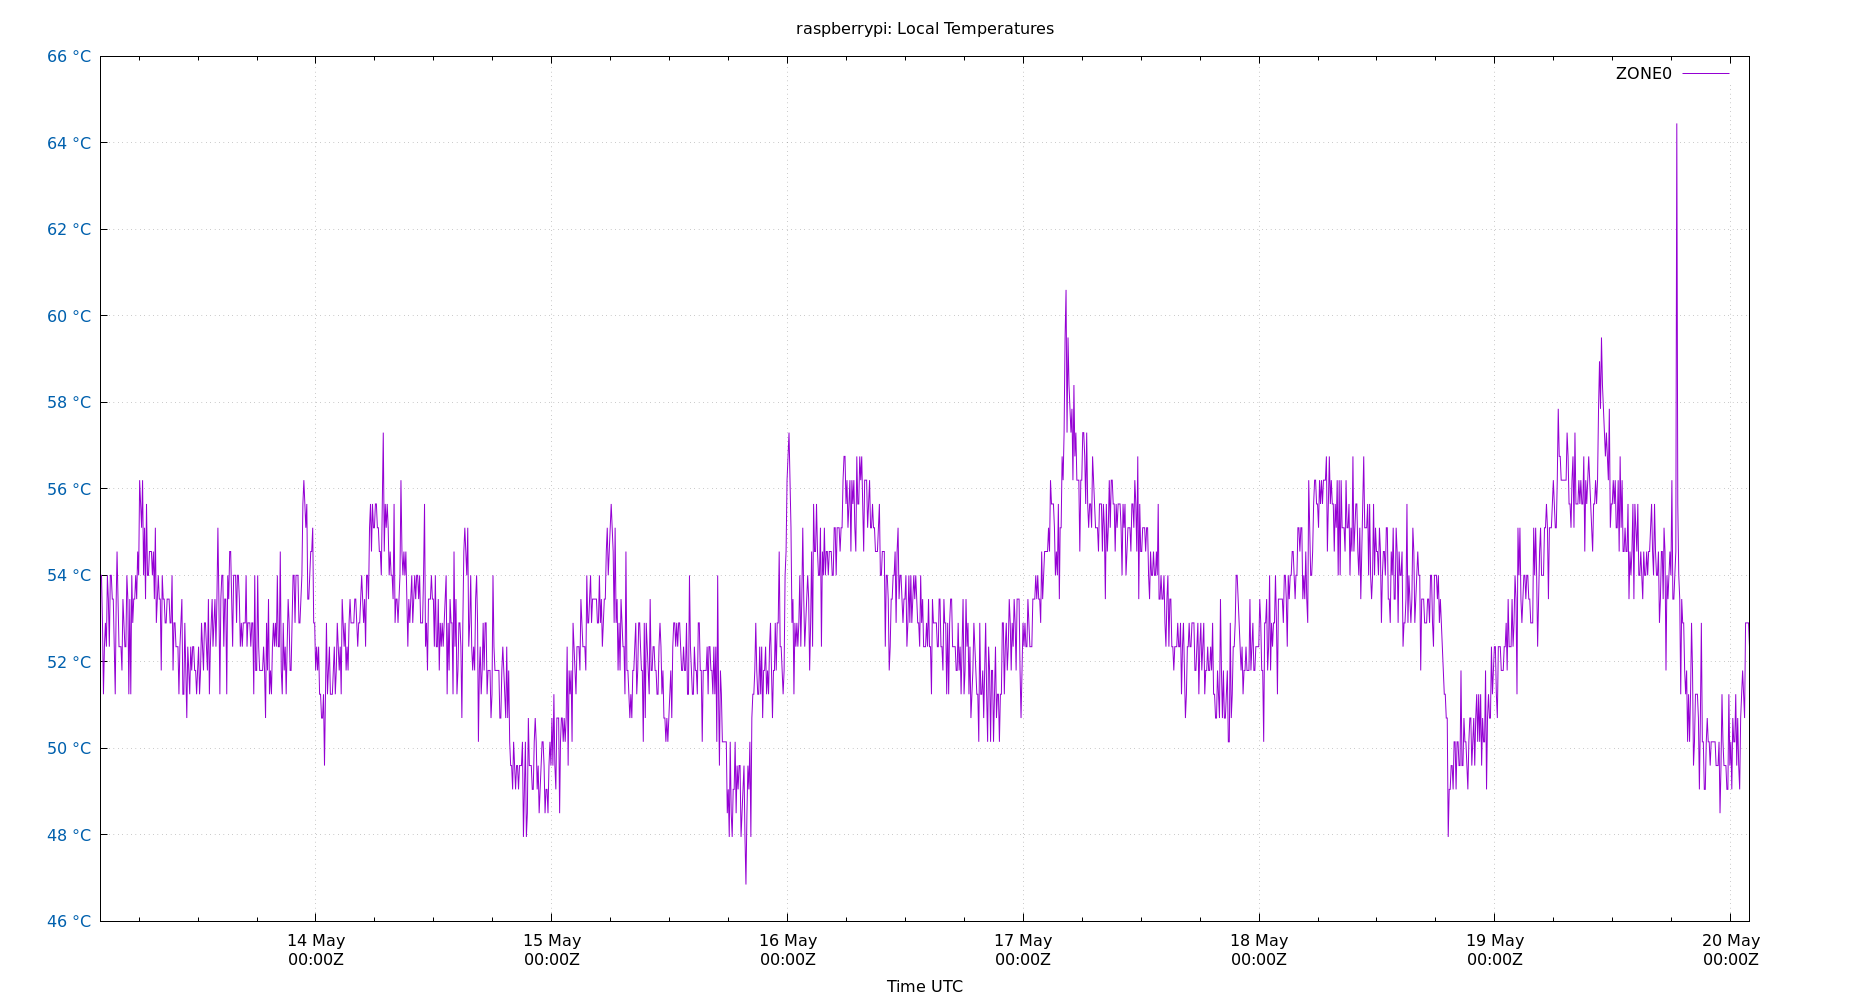 raspberrypi: Local Temperatures
66 °C
ZONE0
64 °C
62 °C
60 °C
58 °C
56 °C
54 °C
52 °C
50 °C
48 °C
46 °C
14 May
00:00Z
15 May
00:00Z
16 May
00:00Z
17 May
00:00Z
18 May
00:00Z
19 May
00:00Z
20 May
00:00Z
Time UTC